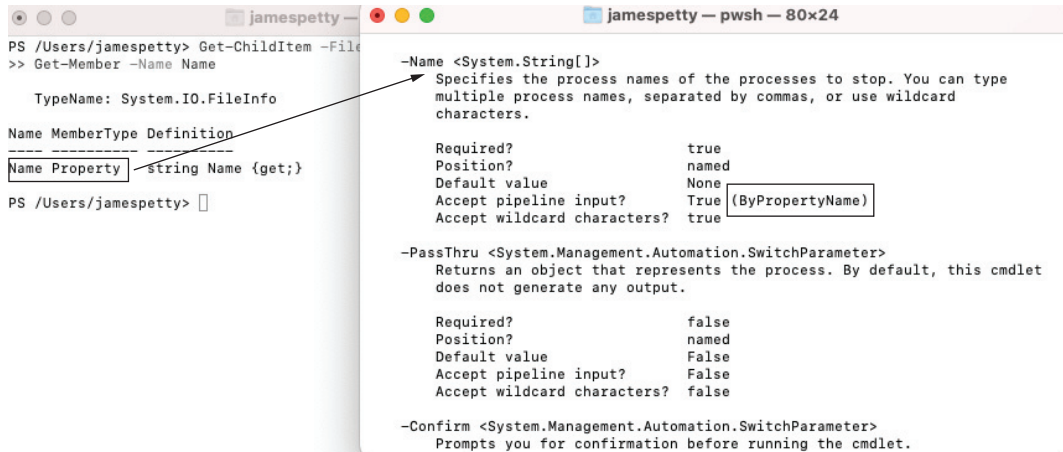 jamespetty —
PS /Users/jamespetty> Get-ChildItem -File
>> Get-Member -Name Name
TypeName: System.IO.FileInfo
Name MemberType Definition
---- ---------- ----------
Name Property string Name {get;}
PS /Users/jamespetty>
jamespetty — pwsh — 80×24
-Name <System.String[]>
Specifies the process names of the processes to stop. You can type
multiple process names, separated by commas, or use wildcard
characters.
Required? true
Position? named
Default value None
Accept pipeline input? True (ByPropertyName)
Accept wildcard characters? true
-PassThru <System.Management.Automation.SwitchParameter>
Returns an object that represents the process. By default, this cmdlet
does not generate any output.
Required? false
Position? named
Default value False
Accept pipeline input? False
Accept wildcard characters? false
-Confirm <System.Management.Automation.SwitchParameter>
Prompts you for confirmation before running the cmdlet.